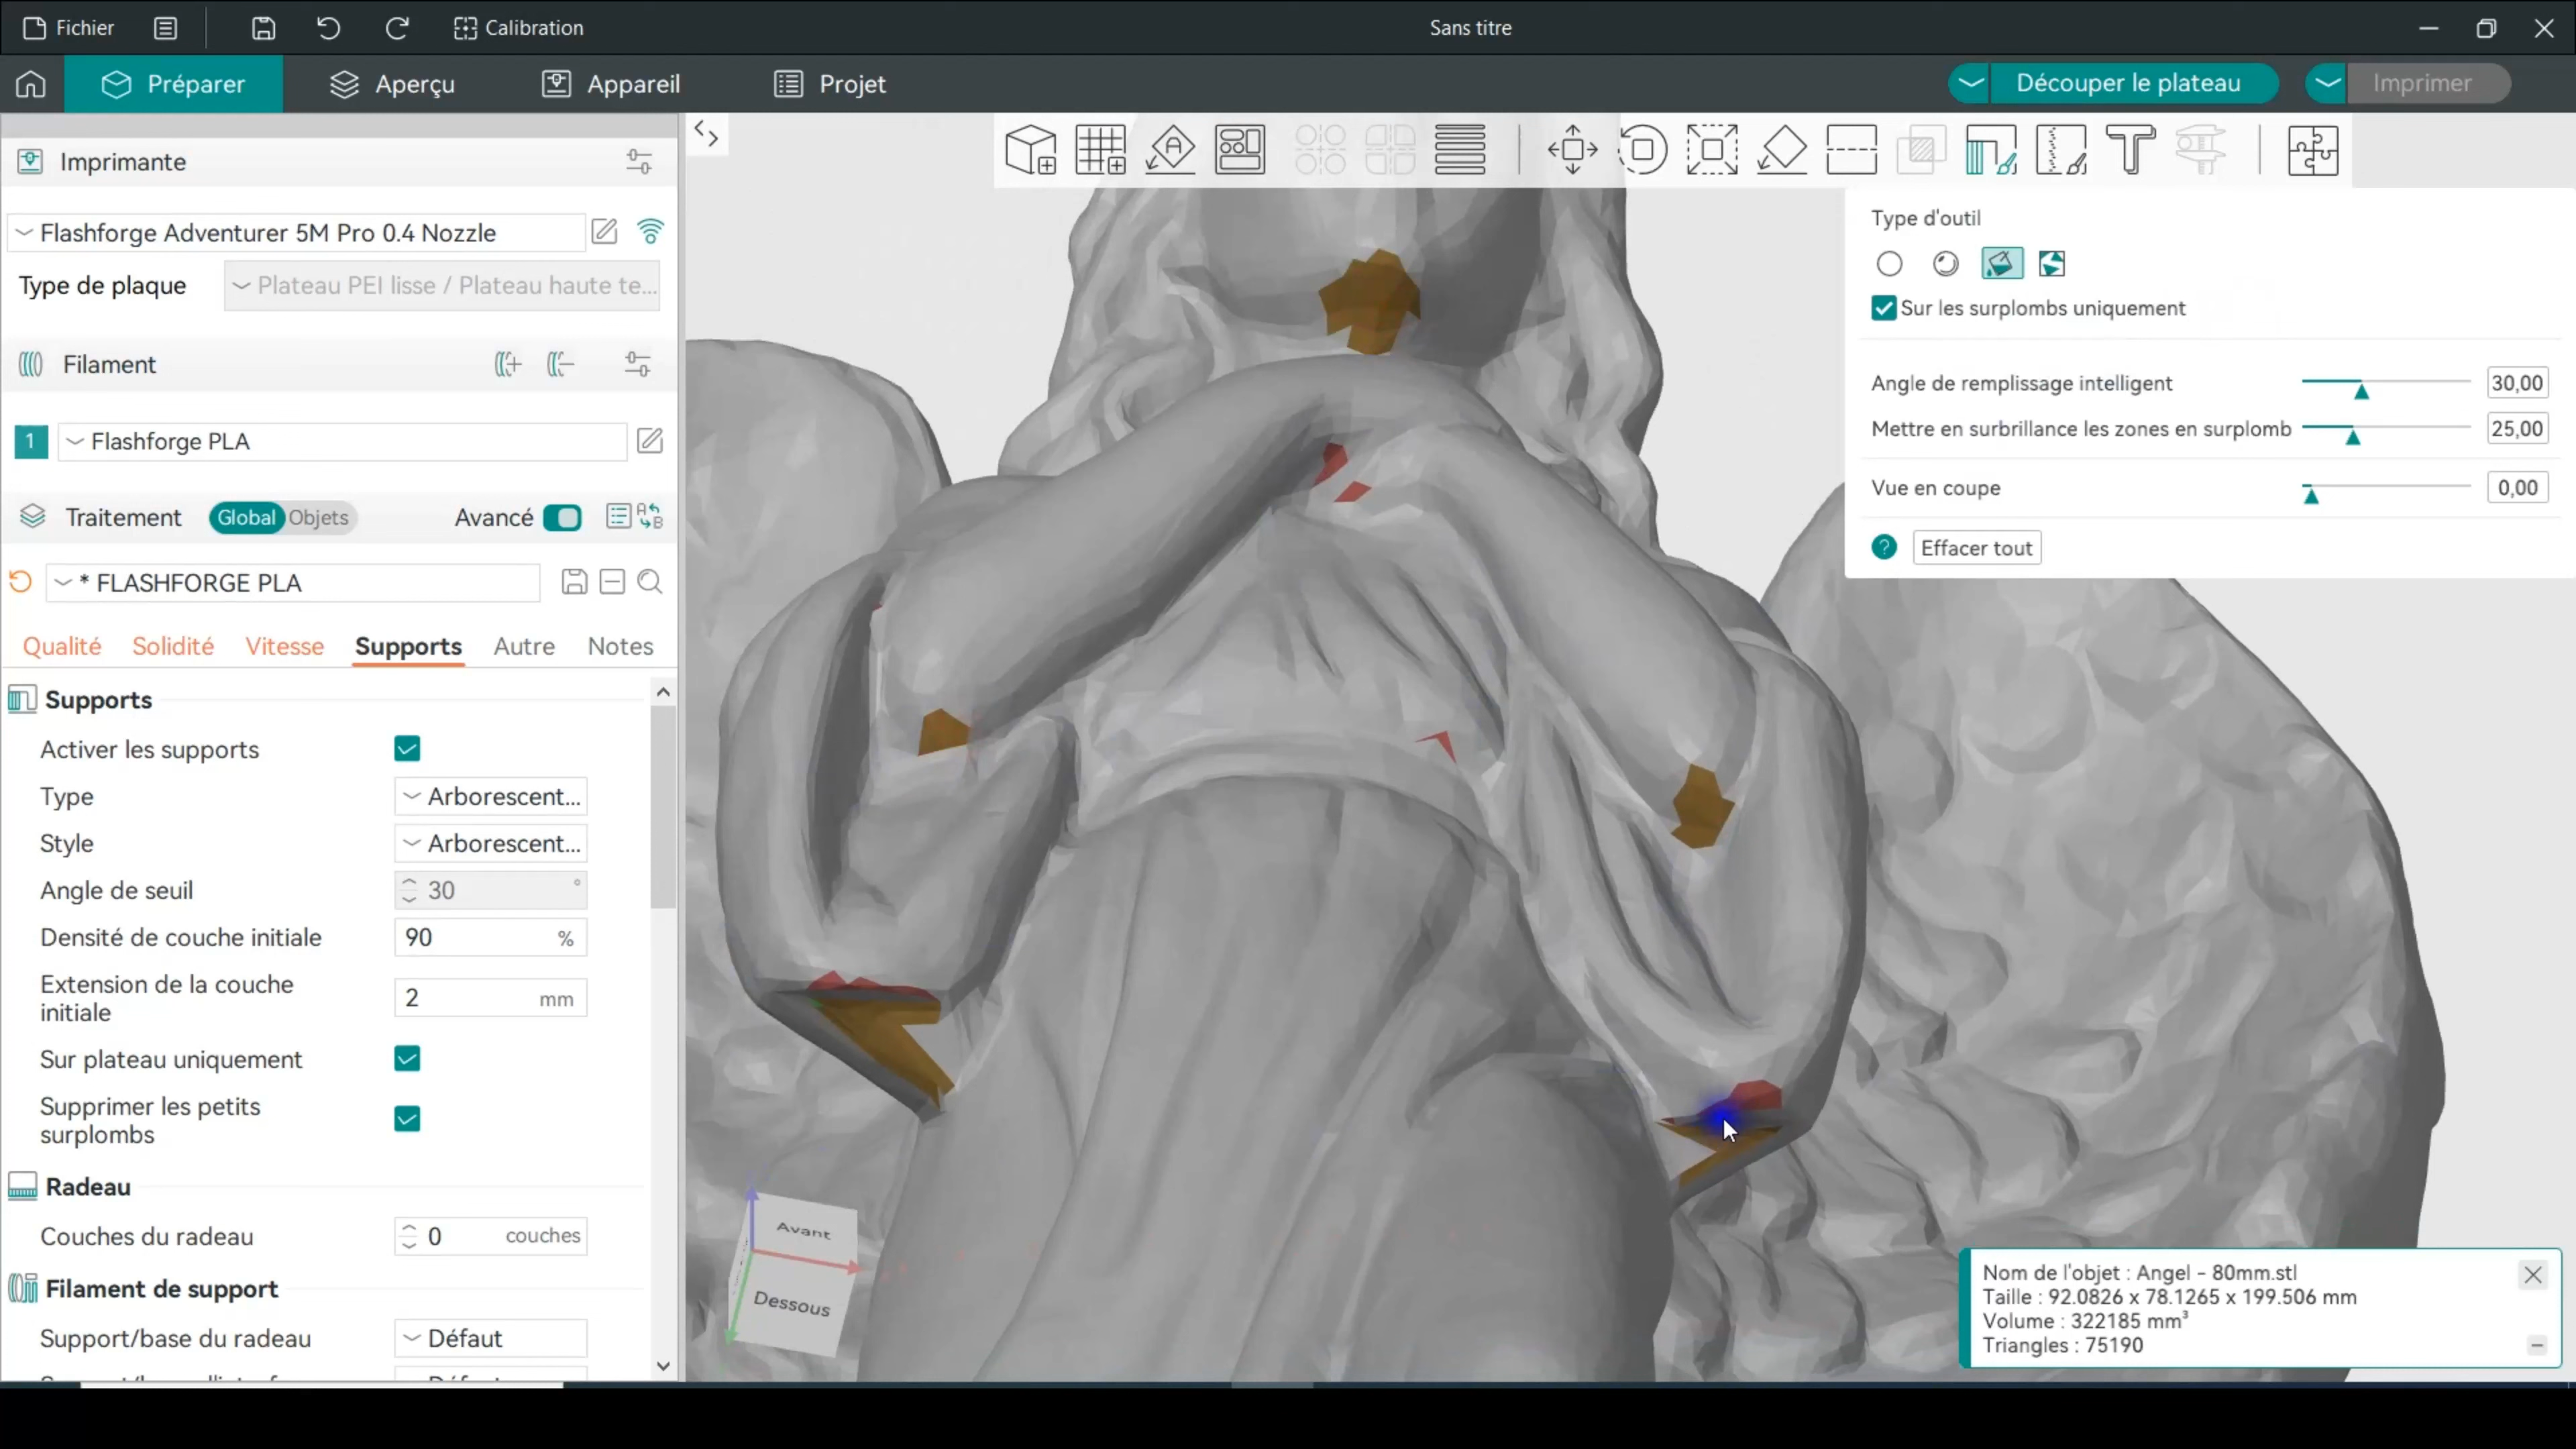 Fichier
Calibration
Sans titre
Préparer
Aperçu
Appareil
Projet
Découper le plateau
Imprimer
Imprimante
Flashforge Adventurer 5M Pro 0.4 Nozzle
Type de plaque
Plateau PEI lisse / Plateau haute te...
Filament
1
Flashforge PLA
Traitement
Global
Objets
Avancé
* FLASHFORGE PLA
Qualité
Solidité
Vitesse
Supports
Autre
Notes
Supports
Activer les supports
Type
Arborescent...
Style
Arborescent...
Angle de seuil
30
°
Densité de couche initiale
90
%
Extension de la couche
initiale
2
mm
Sur plateau uniquement
Supprimer les petits
surplombs
Radeau
Couches du radeau
0
couches
Filament de support
Support/base du radeau
Défaut
Type d'outil
Sur les surplombs uniquement
Angle de remplissage intelligent
30,00
Mettre en surbrillance les zones en surplomb
25,00
Vue en coupe
0,00
?
Effacer tout
Avant
Dessous
Nom de l'objet : Angel - 80mm.stl
Taille : 92.0826 x 78.1265 x 199.506 mm
Volume : 322185 mm³
Triangles : 75190